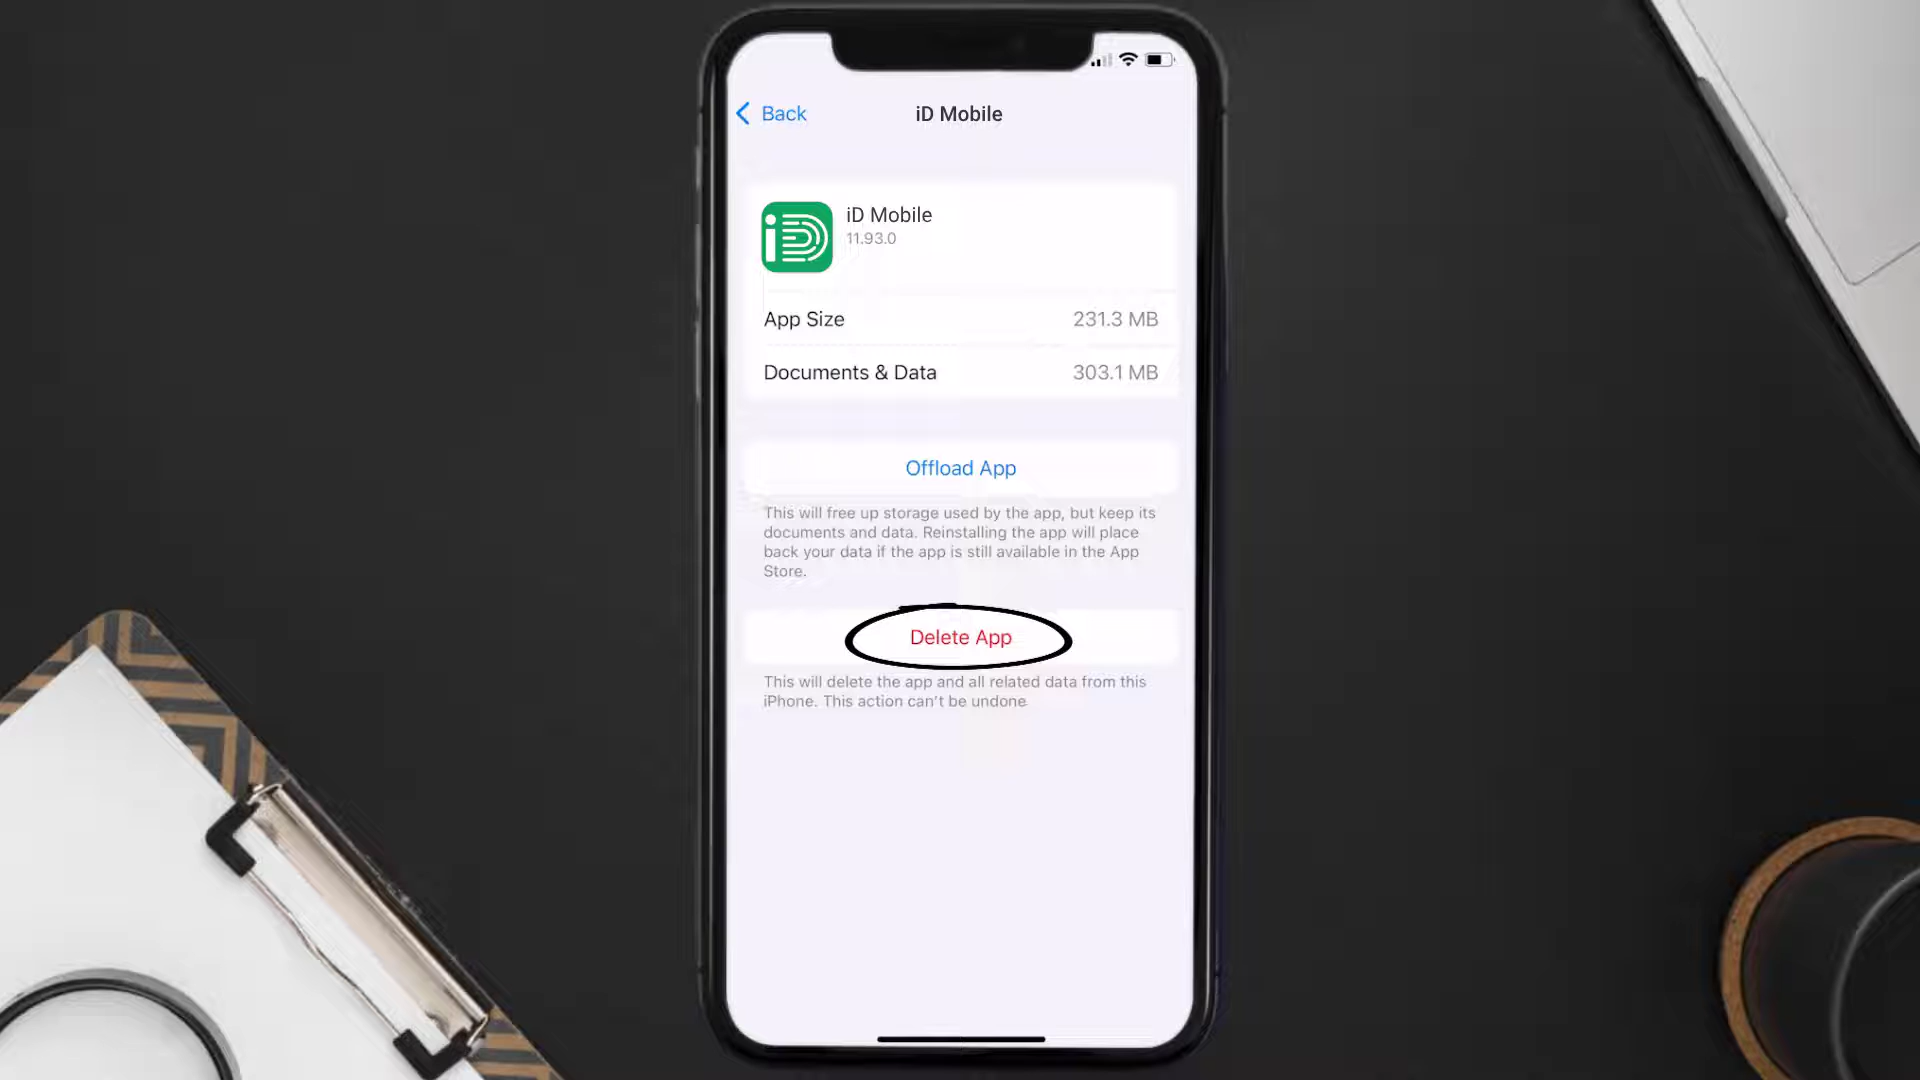 Back
iD Mobile
iD
iD Mobile
11.93.0
App Size 231.3 MB
Documents & Data 303.1 MB
Offload App
This will free up storage used by the app, but keep its
documents and data. Reinstalling the app will place
back your data if the app is still available in the App
Store.
Delete App
This will delete the app and all related data from this
iPhone. This action can't be undone